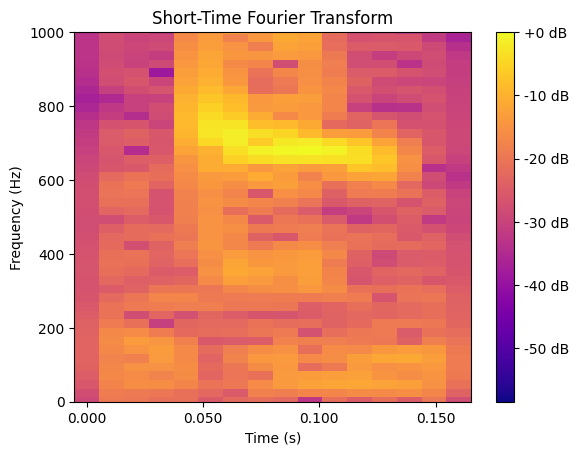 Short-Time Fourier Transform
Frequency (Hz)
1000
800
600
400
200
0
0.000 0.050 0.100 0.150
Time (s)
+0 dB
-10 dB
-20 dB
-30 dB
-40 dB
-50 dB